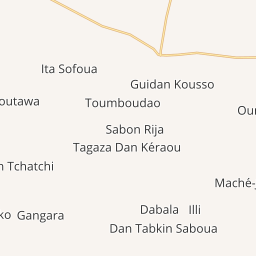 Ita Sofoua
Guidan Kousso
outawa
Toumboudao
Our
Sabon Rija
Tagaza Dan Kéraou
n Tchatchi
Maché-
ko
Gangara
Dabala
Illi
Dan Tabkin Saboua